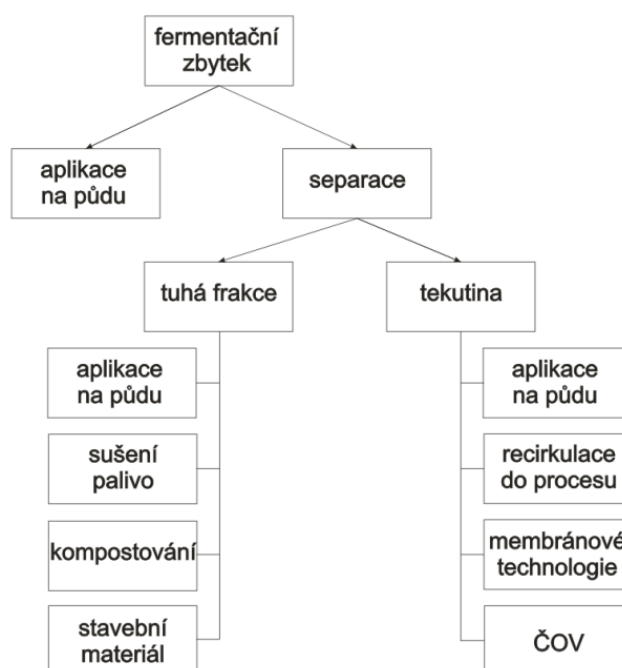 fermentační
zbytek
aplikace
na půdu
separace
tuhá frakce
tekutina
aplikace
na půdu
sušení
palivo
kompostování
stavební
materiál
aplikace
na půdu
recirkulace
do procesu
membránové
technologie
ČOV